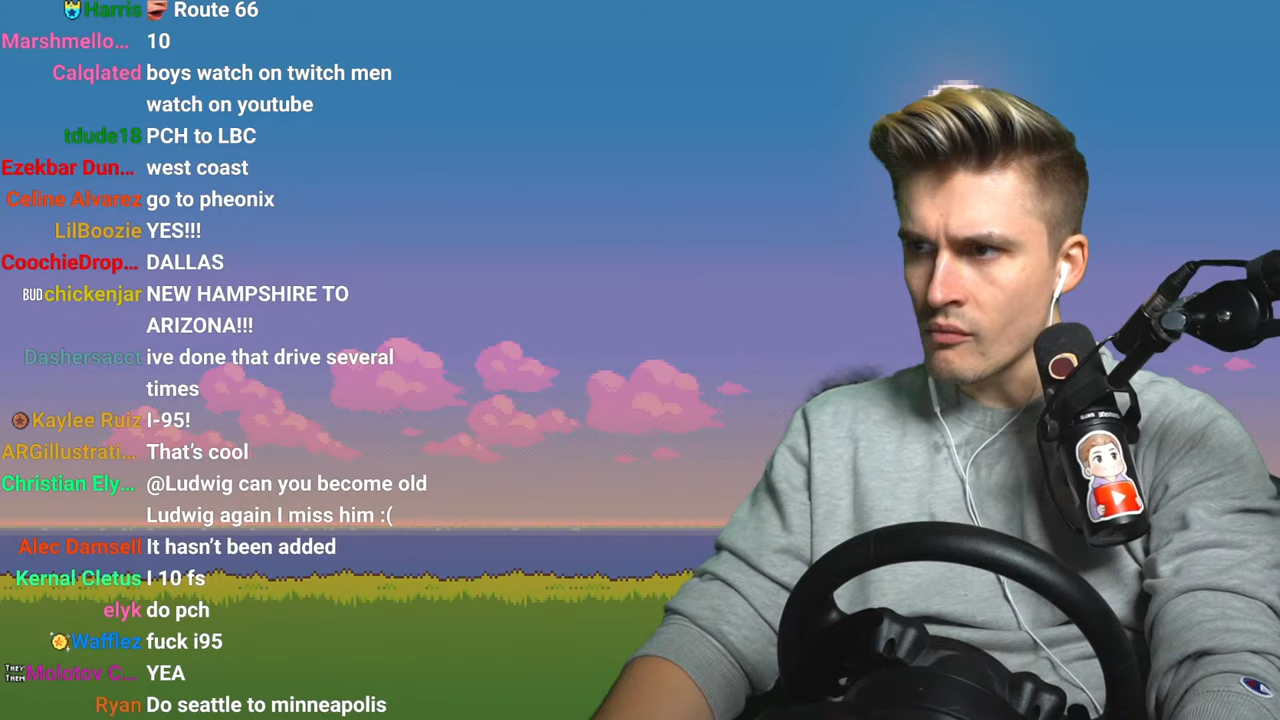 Harris Route 66
Marshmello... 10
Calqlated boys watch on twitch men
watch on youtube
tdude18 PCH to LBC
Ezekbar Dun... west coast
Celine Alvarez go to pheonix
LilBoozie YES!!!
CoochieDrop... DALLAS
BUD chickenjar NEW HAMPSHIRE TO
ARIZONA!!!
Dashersacct ive done that drive several
times
Kaylee Ruiz I-95!
ARGillustrati... That's cool
Christian Ely... @Ludwig can you become old
Ludwig again I miss him :(
Alec Damsell It hasn't been added
Kernal Cletus I 10 fs
elyk do pch
Wafflez fuck i95
THEY
THEM Molotov C... YEA
Ryan Do seattle to minneapolis